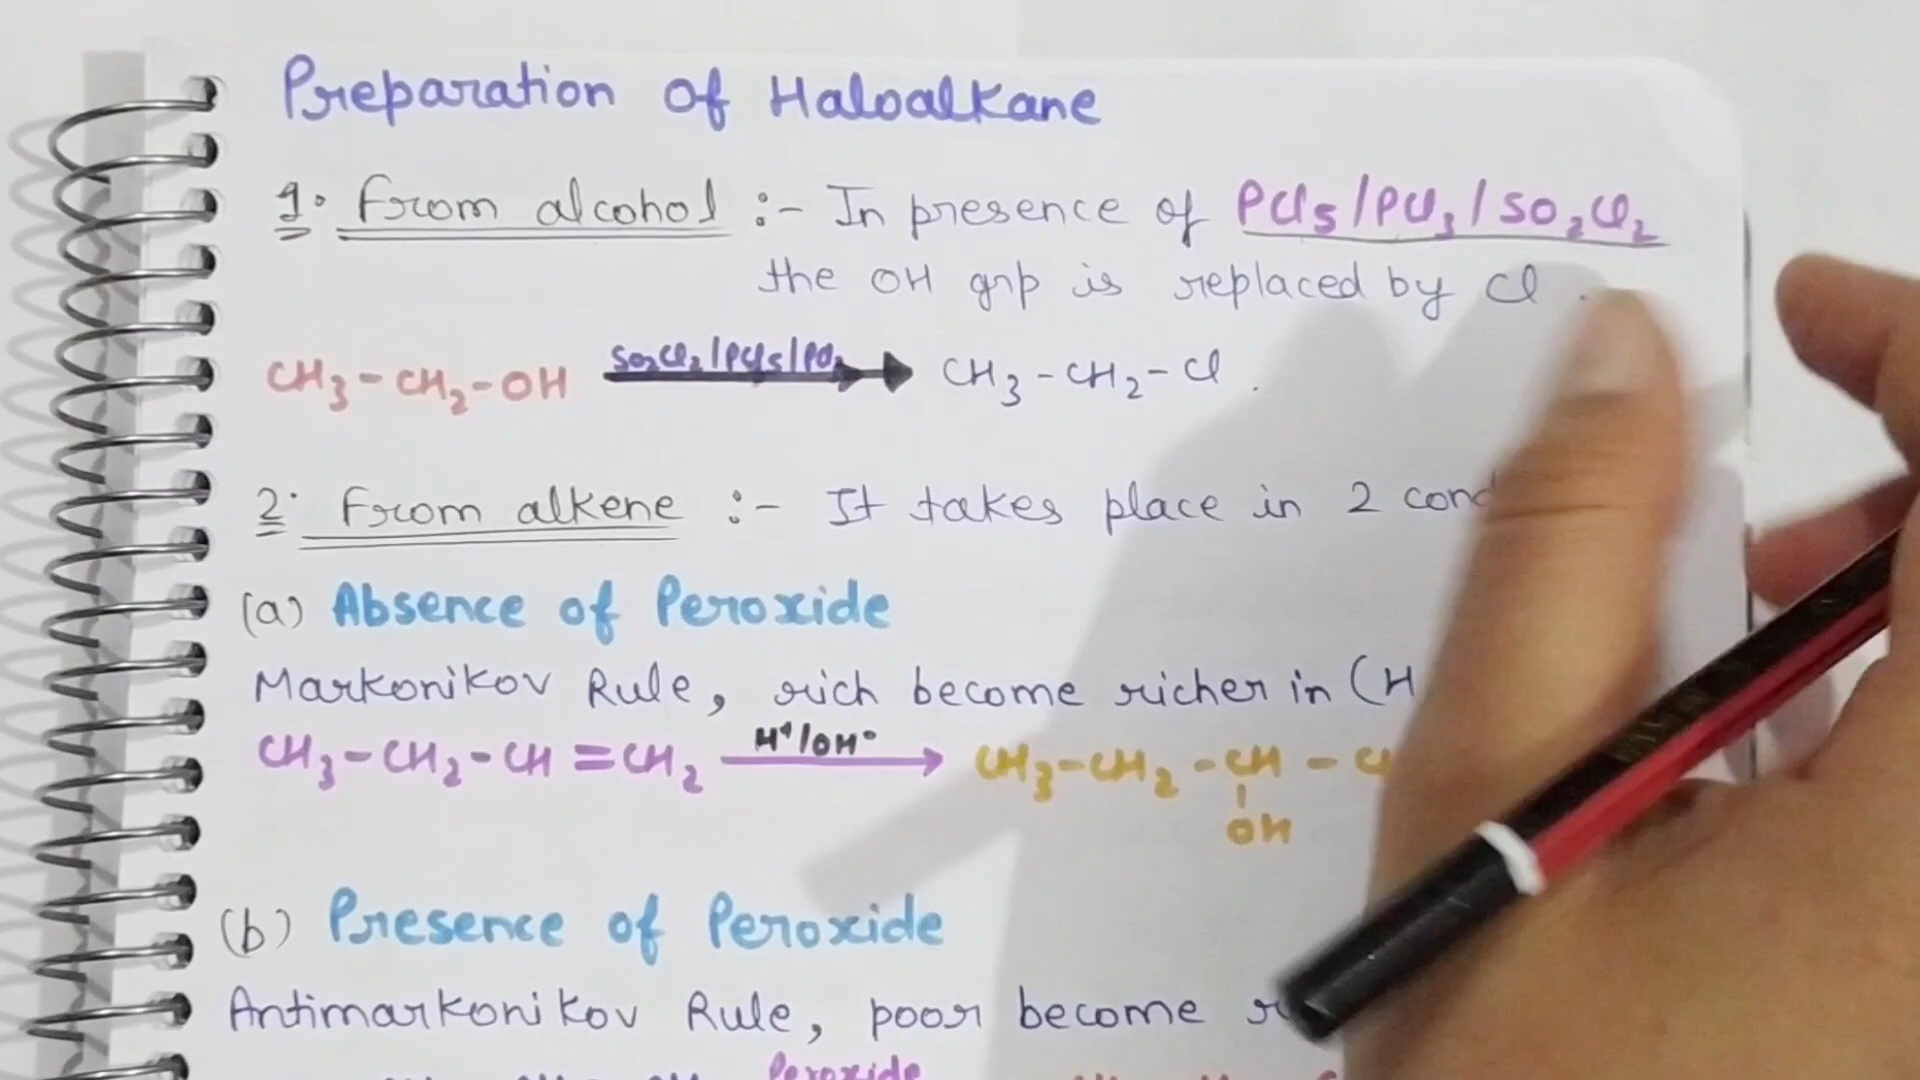 Preparation of Haloalkane
1. From alcohol :- In presence of PCl5/PCl3/SO2Cl2
the OH grp is replaced by Cl.
CH3-CH2-OH SO2Cl2/PCl5/PCl3 CH3-CH2-Cl.
2. From alkene :- It takes place in 2
(a) Absence of Peroxide
Markonikov Rule, rich become richer in (H
CH3-CH2-CH=CH2 H+/OH- CH3-CH2-CH-
OH
(b) Presence of Peroxide
Antimarkonikov Rule, poor become
Peroxide